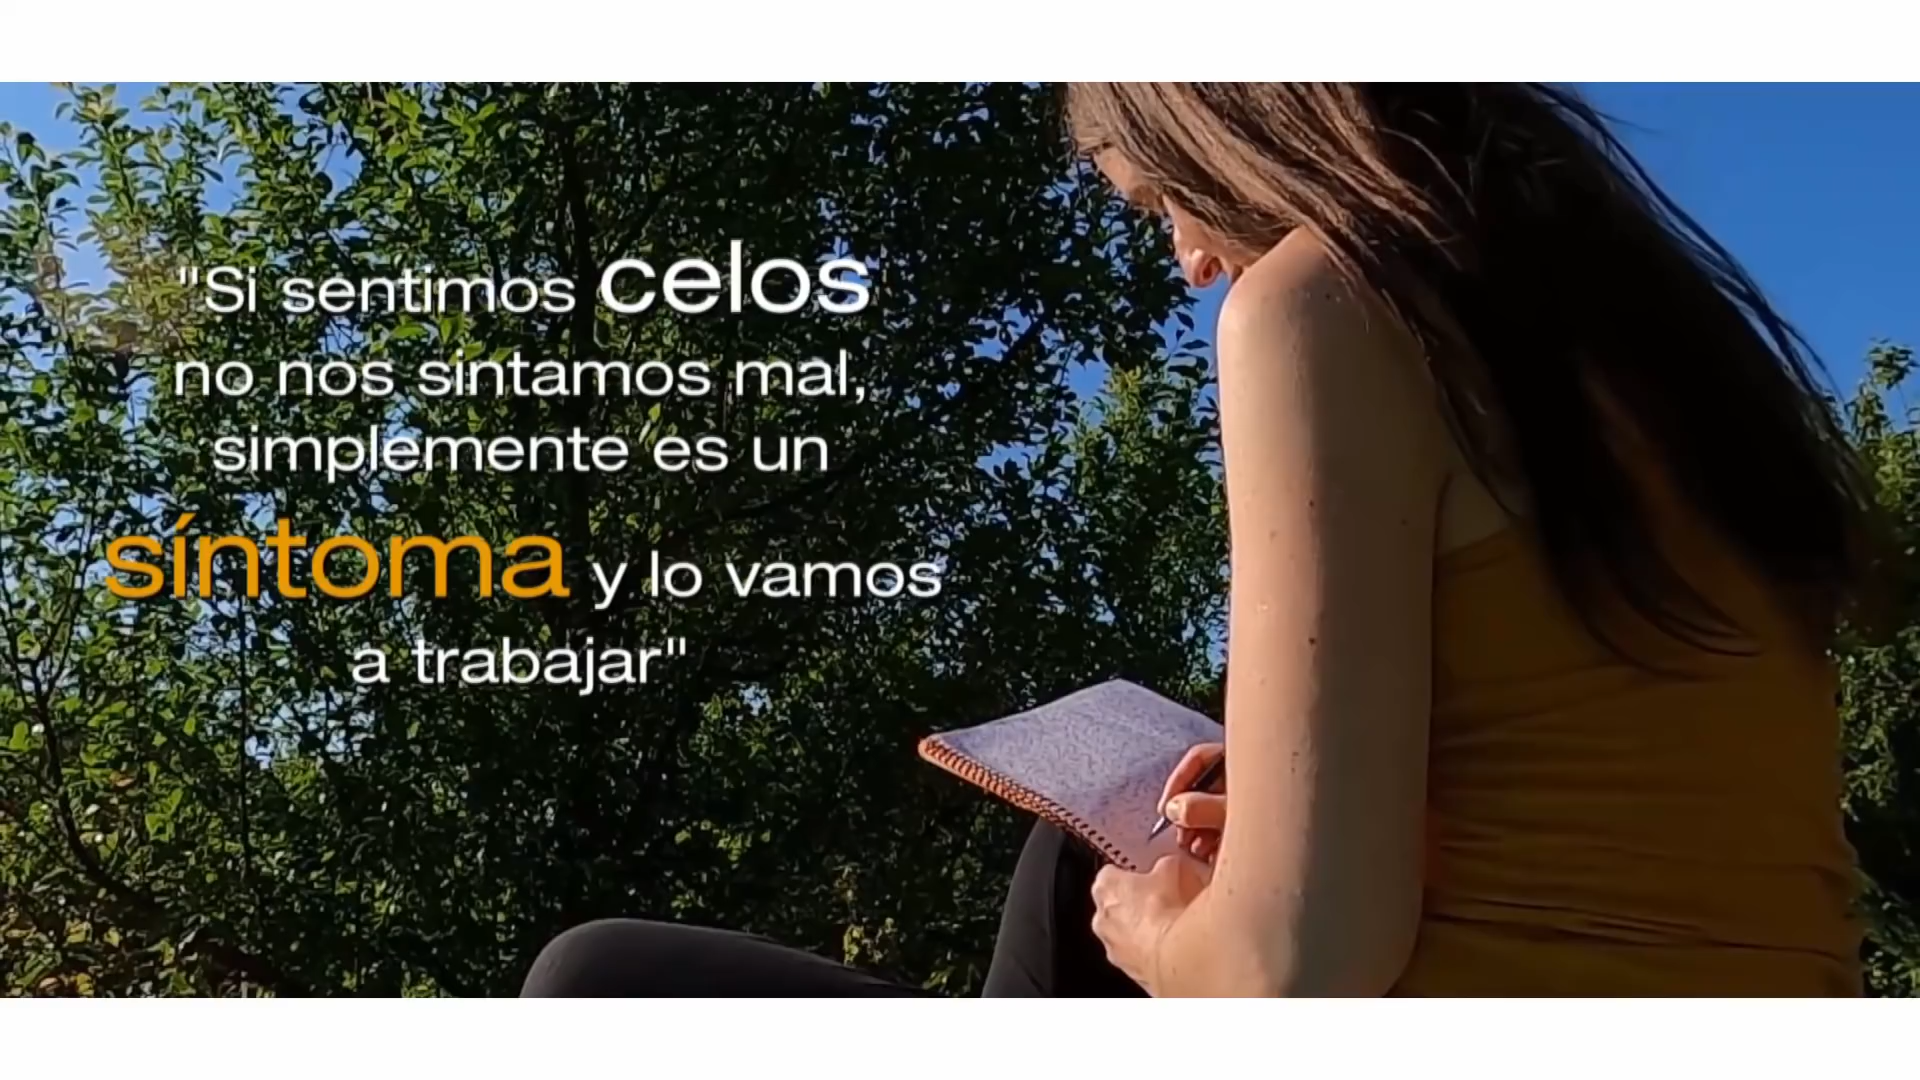 "Si sentimos celos
no nos sintamos mal,
simplemente es un
síntoma y lo vamos
a trabajar"